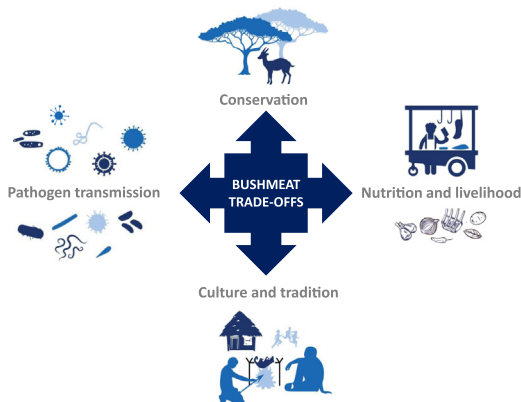 Conservation
Pathogen transmission
BUSHMEAT
TRADE-OFFS
Nutrition and livelihood
Culture and tradition